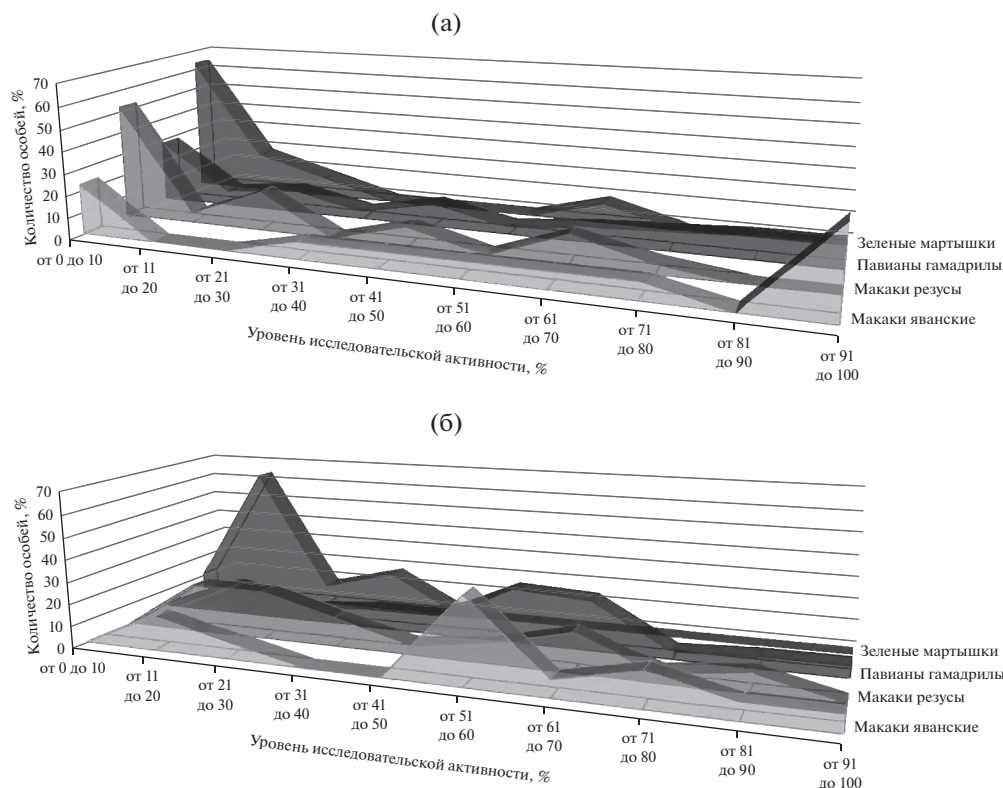 (а)
Количество особей, %
70
60
50
40
30
20
10
0
от 0 до 10
от 11
до 20
от 21
до 30
от 31
до 40
от 41
до 50
от 51
до 60
от 61
до 70
от 71
до 80
от 81
до 90
от 91
до 100
Уровень исследовательской активности, %
Зеленые мартышки
Павианы гамадрилы
Макаки резусы
Макаки яванские
(б)
Количество особей, %
70
60
50
40
30
20
10
0
от 0 до 10
от 11
до 20
от 21
до 30
от 31
до 40
от 41
до 50
от 51
до 60
от 61
до 70
от 71
до 80
от 81
до 90
от 91
до 100
Уровень исследовательской активности, %
Зеленые мартышки
Павианы гамадрилы
Макаки резусы
Макаки яванские